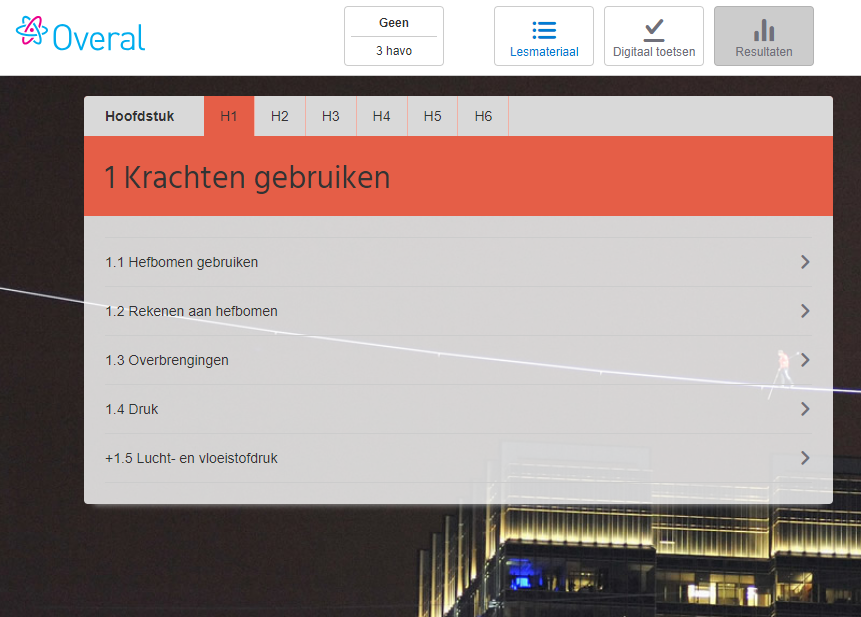 Overal
Geen
3 havo
Lesmateriaal
Digitaal toetsen
Resultaten
Hoofdstuk H1 H2 H3 H4 H5 H6
1 Krachten gebruiken
1.1 Hefbomen gebruiken
1.2 Rekenen aan hefbomen
1.3 Overbrengingen
1.4 Druk
+1.5 Lucht- en vloeistofdruk